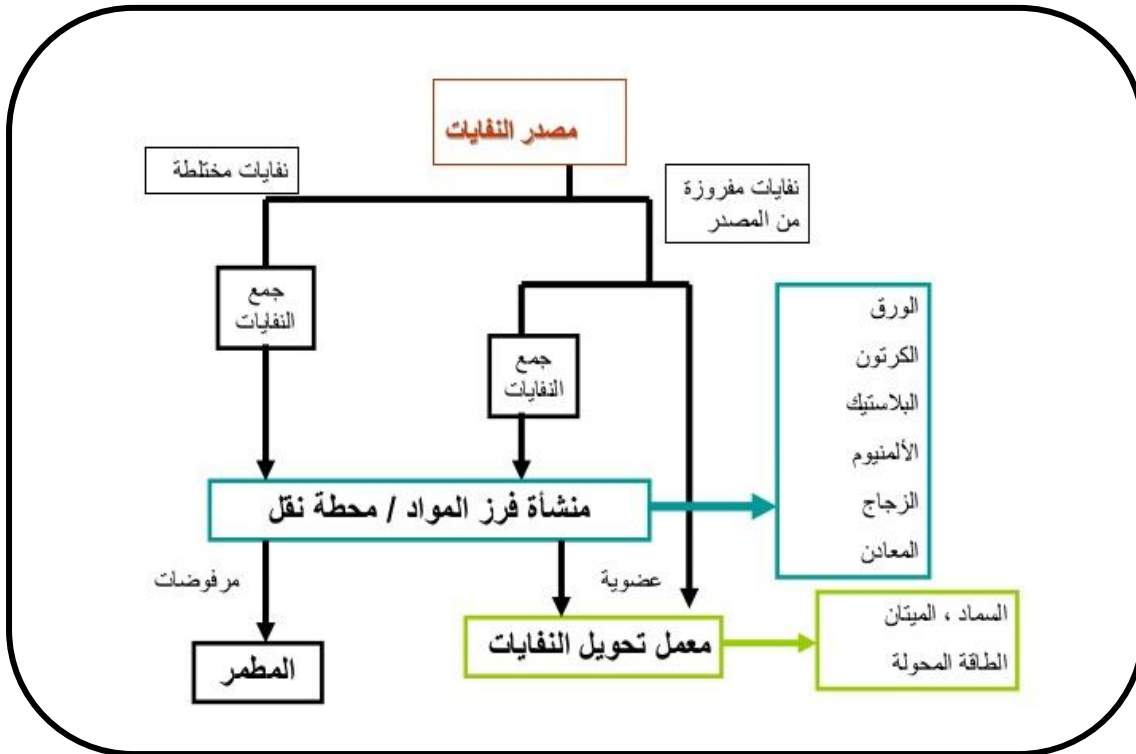 مصدر النفايات
نفايات مختلطة
نفايات مفروزة
من المصدر
جمع
النفايات
جمع
النفايات
الورق
الكرتون
البلاستيك
الألمنيوم
الزجاج
المعادن
منشأة فرز المواد / محطة نقل
مرفوضات
عضوية
معمل تحويل النفايات
السماد ، الميتان
الطاقة المحولة
المطمر